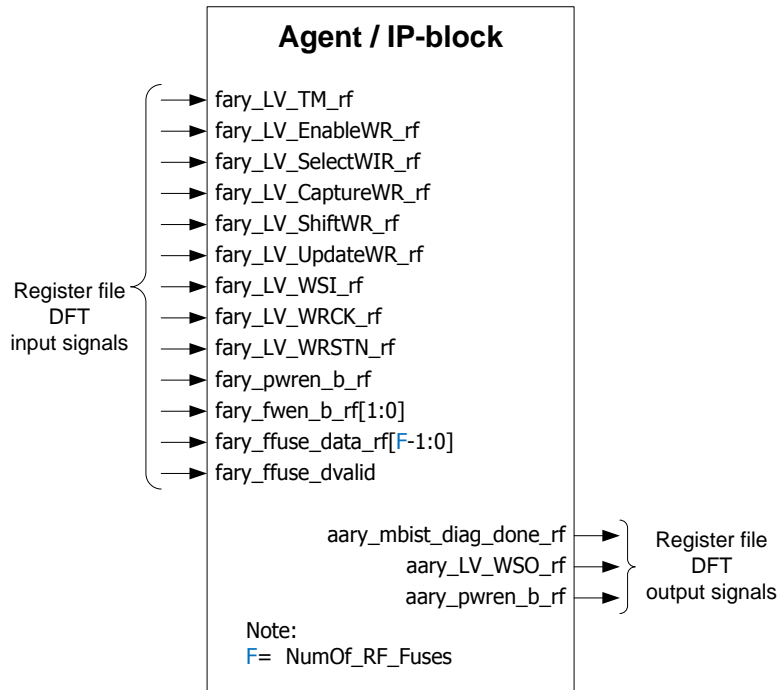 Agent / IP-block
fary_LV_TM_rf
fary_LV_EnableWR_rf
fary_LV_SelectWIR_rf
fary_LV_CaptureWR_rf
fary_LV_ShiftWR_rf
fary_LV_UpdateWR_rf
fary_LV_WSI_rf
fary_LV_WRCK_rf
fary_LV_WRSTN_rf
fary_pwren_b_rf
fary_fwen_b_rf[1:0]
fary_ffuse_data_rf[F-1:0]
fary_ffuse_dvalid
Register file
DFT
input signals
aary_mbist_diag_done_rf
aary_LV_WSO_rf
aary_pwren_b_rf
Register file
DFT
output signals
Note:
F= NumOf_RF_Fuses